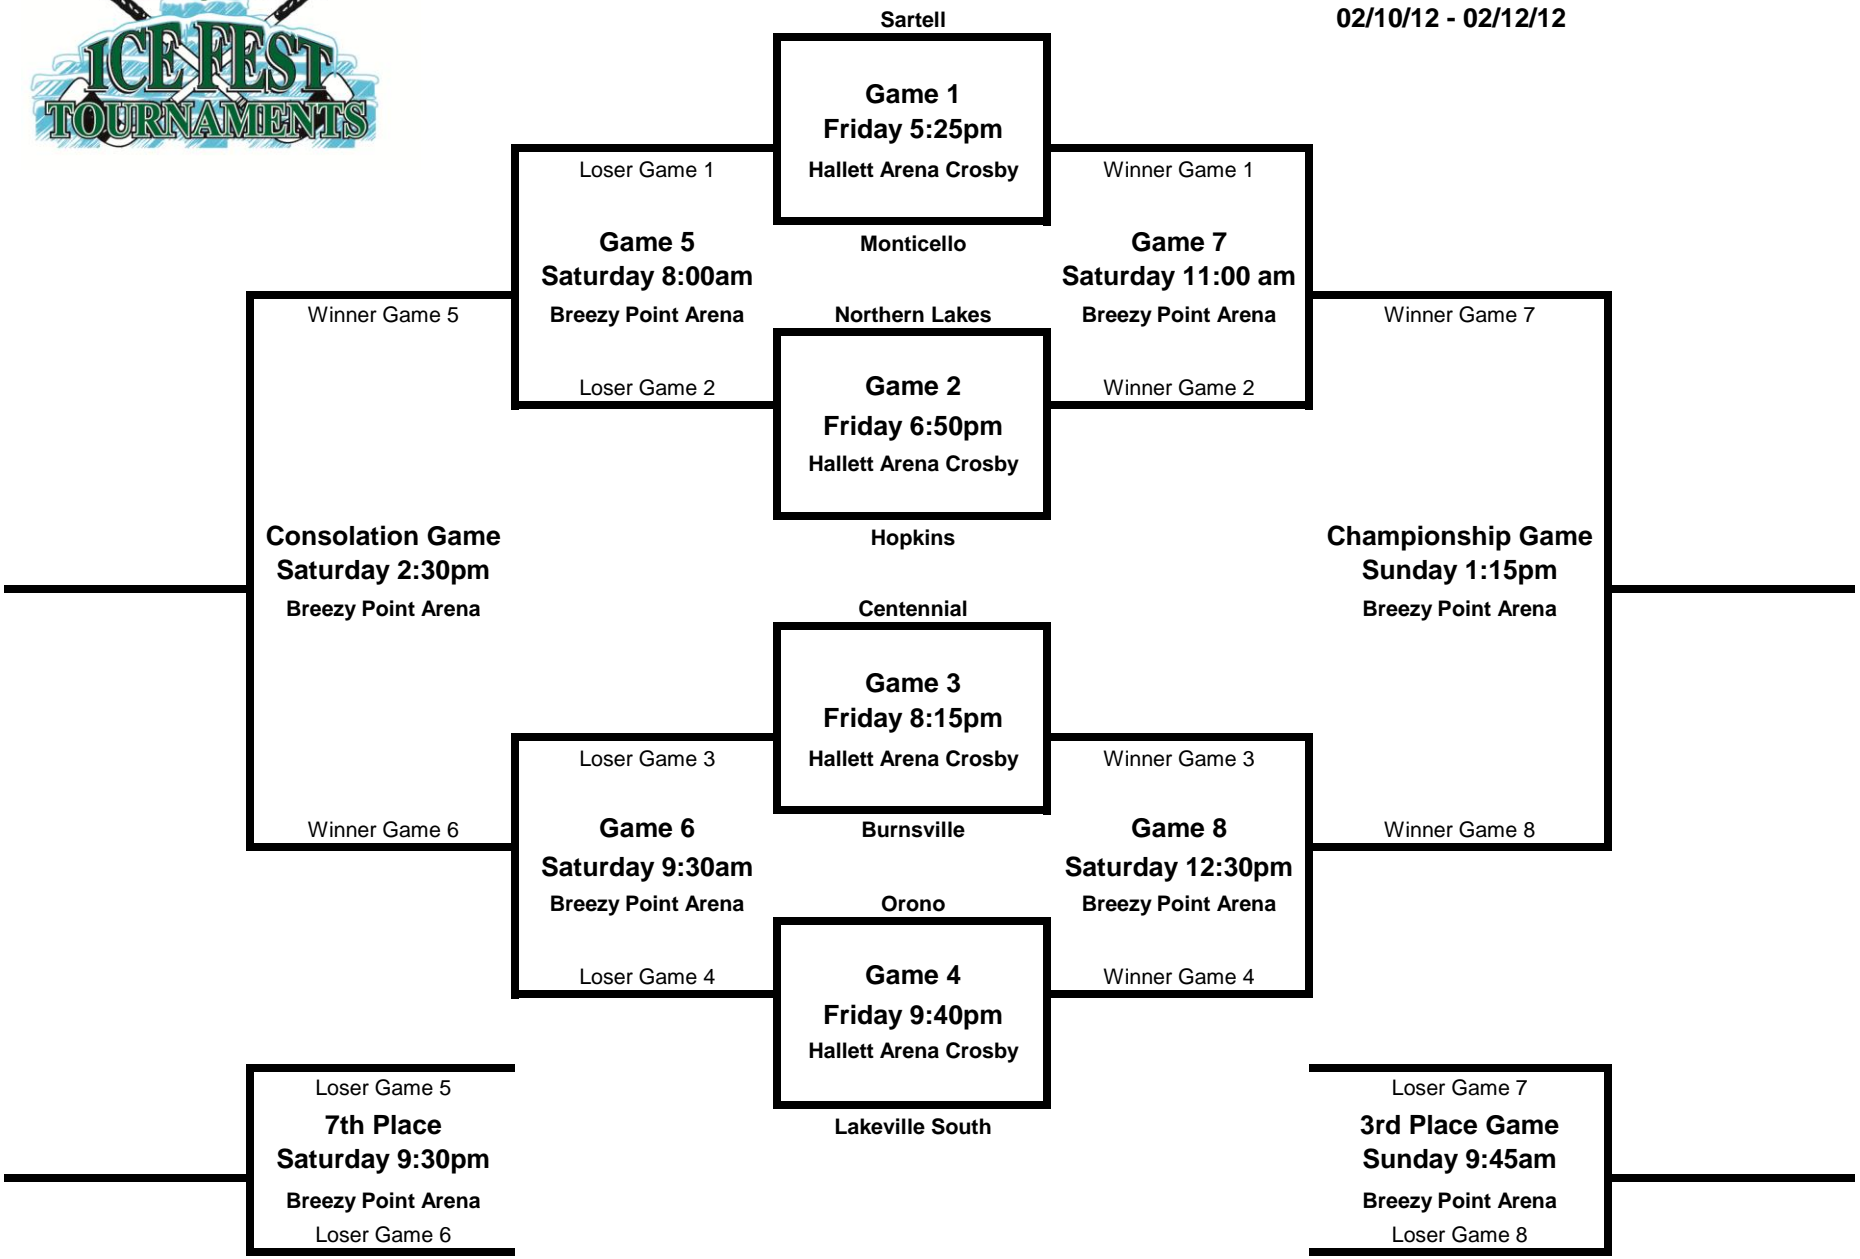 ICE FEST
TOURNAMENTS
02/10/12 - 02/12/12
Sartell
Game 1
Friday 5:25pm
Hallett Arena Crosby
Monticello
Loser Game 1
Game 5
Saturday 8:00am
Breezy Point Arena
Loser Game 2
Winner Game 1
Game 7
Saturday 11:00 am
Breezy Point Arena
Winner Game 2
Northern Lakes
Game 2
Friday 6:50pm
Hallett Arena Crosby
Hopkins
Winner Game 5
Consolation Game
Saturday 2:30pm
Breezy Point Arena
Winner Game 6
Winner Game 7
Championship Game
Sunday 1:15pm
Breezy Point Arena
Winner Game 8
Centennial
Game 3
Friday 8:15pm
Hallett Arena Crosby
Burnsville
Loser Game 3
Game 6
Saturday 9:30am
Breezy Point Arena
Loser Game 4
Winner Game 3
Game 8
Saturday 12:30pm
Breezy Point Arena
Winner Game 4
Orono
Game 4
Friday 9:40pm
Hallett Arena Crosby
Lakeville South
Loser Game 5
7th Place
Saturday 9:30pm
Breezy Point Arena
Loser Game 6
Loser Game 7
3rd Place Game
Sunday 9:45am
Breezy Point Arena
Loser Game 8